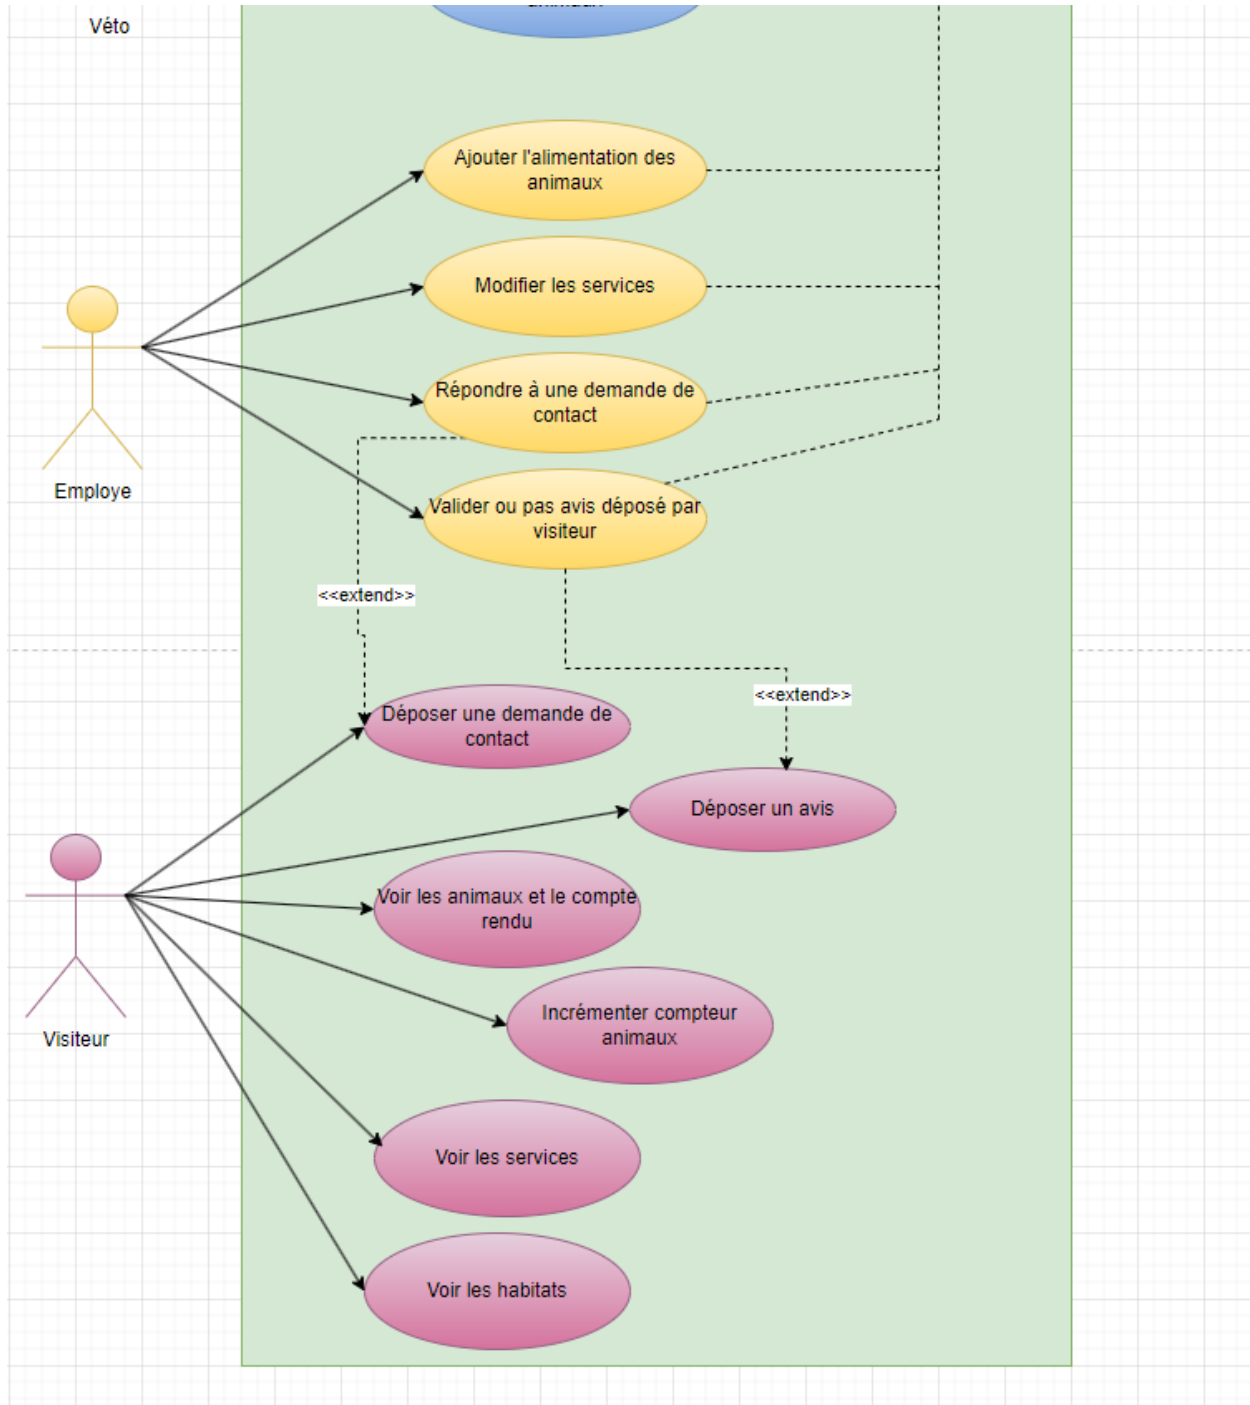 animaux
Véto
Ajouter l'alimentation des
animaux
Modifier les services
Répondre à une demande de
contact
Employe
Valider ou pas avis déposé par
visiteur
<<extend>>
<<extend>>
Déposer une demande de
contact
Déposer un avis
Voir les animaux et le compte
rendu
Incrémenter compteur
animaux
Visiteur
Voir les services
Voir les habitats